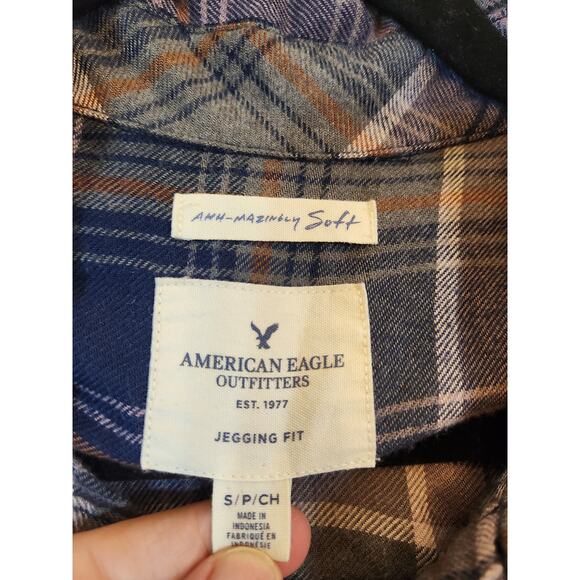 AHH-MAZINGLY Soft
AMERICAN EAGLE
OUTFITTERS
EST. 1977
JEGGING FIT
S/P/CH
MADE IN
INDONESIA
FABRIQUÉ EN
INDONÉSIE